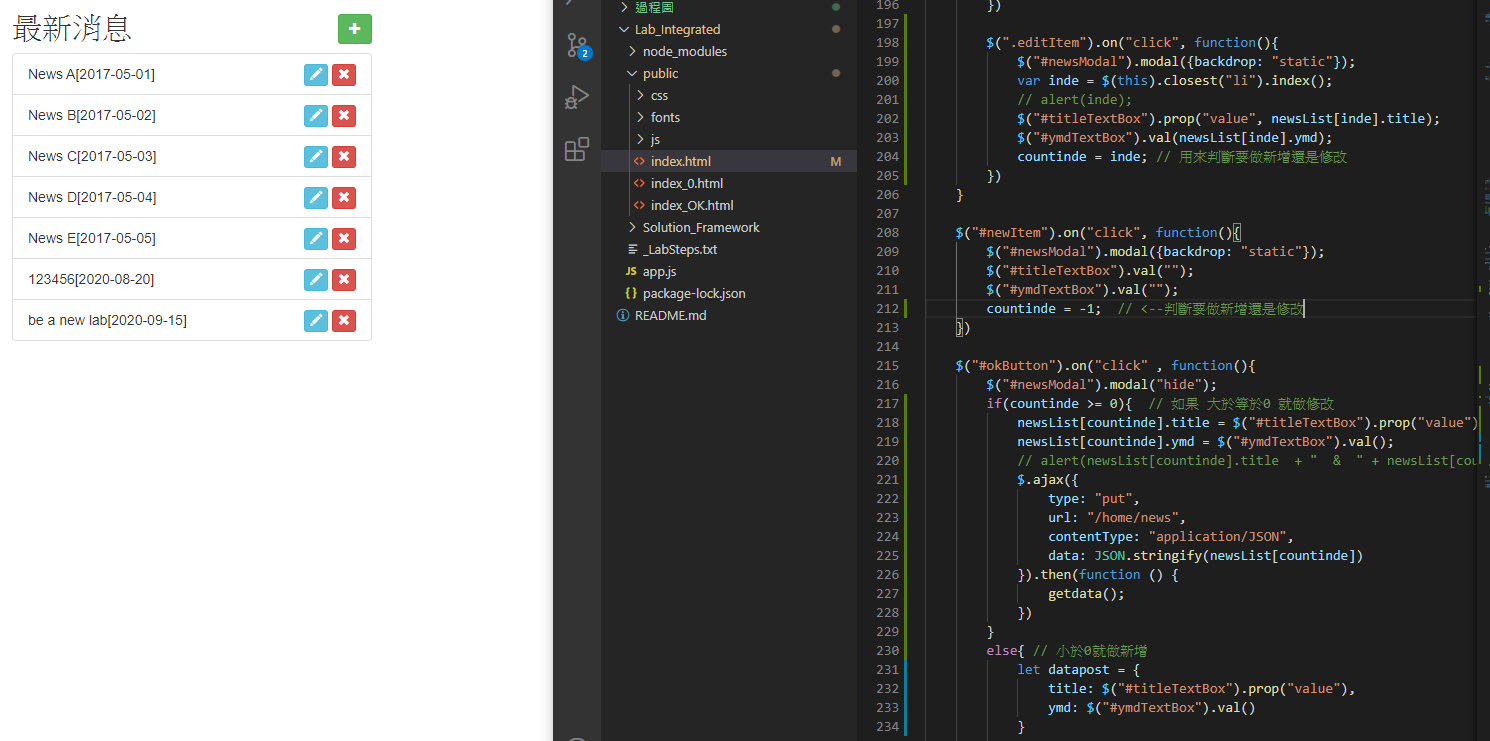 最新消息
News A[2017-05-01]
News B[2017-05-02]
News C[2017-05-03]
News D[2017-05-04]
News E[2017-05-05]
123456[2020-08-20]
be a new lab[2020-09-15]
2
過程園
Lab_Integrated
node_modules
public
css
fonts
js
<> index.html M
<> index_0.html
<> index_OK.html
Solution_Framework
_LabSteps.txt
JS app.js
{} package-lock.json
README.md
196 })
197
198 $(".editItem").on("click", function(){
199 $("#newsModal").modal({backdrop: "static"});
200 var inde = $(this).closest("li").index();
201 // alert(inde);
202 $("#titleTextBox").prop("value", newsList[inde].title);
203 $("#ymdTextBox").val(newsList[inde].ymd);
204 countinde = inde; // 用來判斷要做新增還是修改
205 })
206 }
207
208 $("#newItem").on("click", function(){
209 $("#newsModal").modal({backdrop: "static"});
210 $("#titleTextBox").val("");
211 $("#ymdTextBox").val("");
212 countinde = -1; // <--判斷要做新增還是修改
213 })
214
215 $("#okButton").on("click" , function(){
216 $("#newsModal").modal("hide");
217 if(countinde >= 0){ // 如果 大於等於0 就做修改
218 newsList[countinde].title = $("#titleTextBox").prop("value")
219 newsList[countinde].ymd = $("#ymdTextBox").val();
220 // alert(newsList[countinde].title + " & " + newsList[cou
221 $.ajax({
222 type: "put",
223 url: "/home/news",
224 contentType: "application/JSON",
225 data: JSON.stringify(newsList[countinde])
226 }).then(function () {
227 getdata();
228 })
229 }
230 else{ // 小於0就做新增
231 let datapost = {
232 title: $("#titleTextBox").prop("value"),
233 ymd: $("#ymdTextBox").val()
234 }